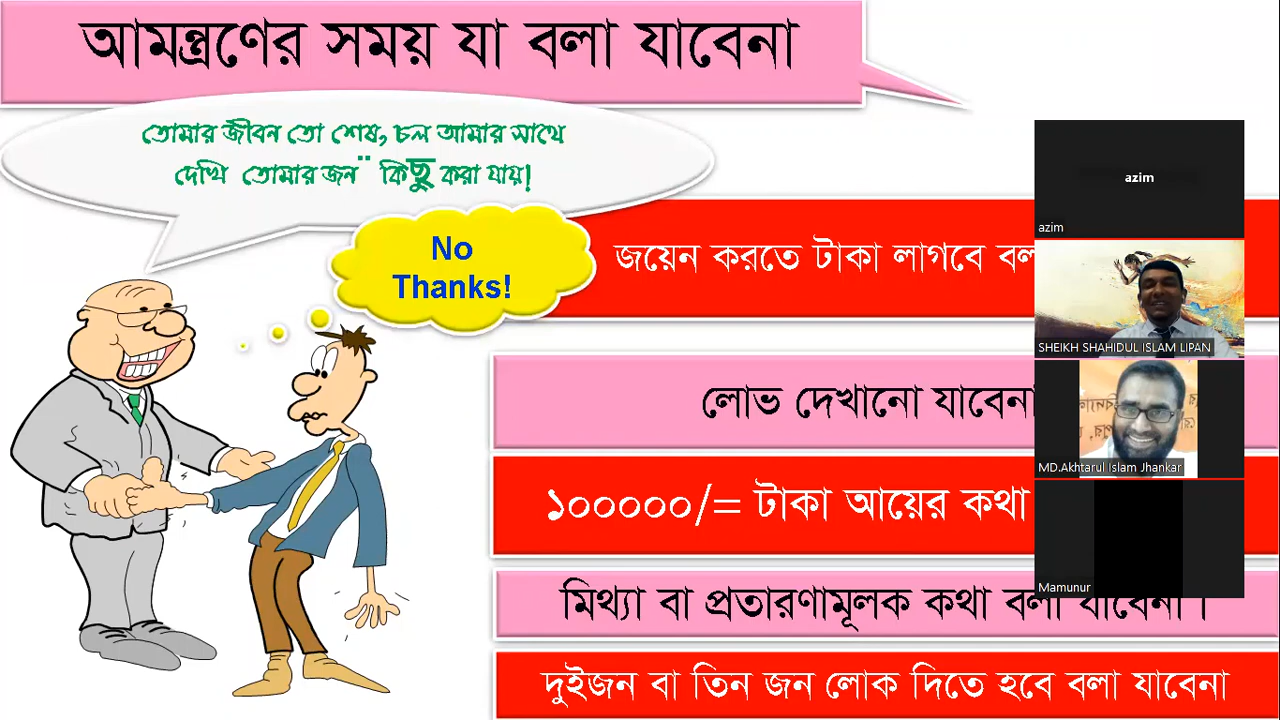 আমন্ত্রণের সময় যা বলা যাবেনা
তোমার জীবন তো শেষ, চল আমার সাথে
দেখি তোমার জন¨ কিছু করা যায়!
No
Thanks!
জয়েন করতে টাকা লাগবে
লোভ দেখানো যাবেনা
১০০০০০/= টাকা আয়ের কথা
মিথ্যা বা প্রতারণামূলক কথা বলা যাবেনা।
দুইজন বা তিন জন লোক দিতে হবে বলা যাবেনা
azim
azim
SHEIKH SHAHIDUL ISLAM LIPAN
MD.Akhtarul Islam Jhankar
Mamunur